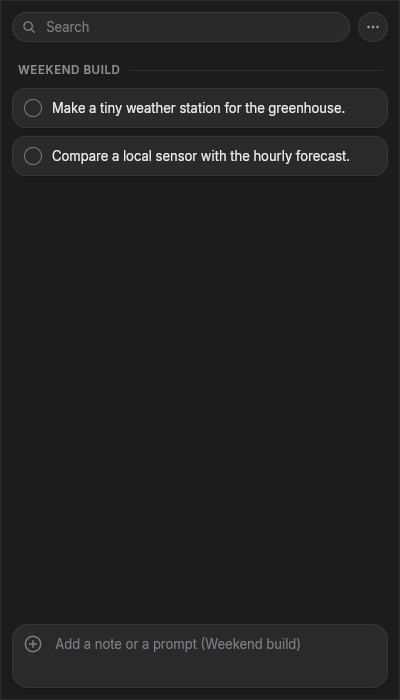 Search
WEEKEND BUILD
Make a tiny weather station for the greenhouse.
Compare a local sensor with the hourly forecast.
Add a note or a prompt (Weekend build)